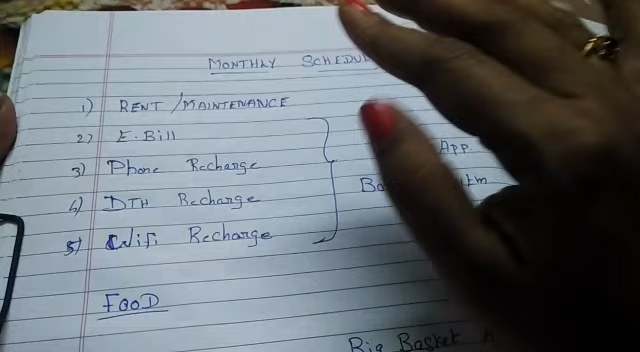 MONTHLY SCHEDUL
1) RENT / MAINTENANCE
2) E. Bill
3) Phone Recharge
App
4) DTH Recharge
5) Wifi Recharge
FOOD
Big Basket